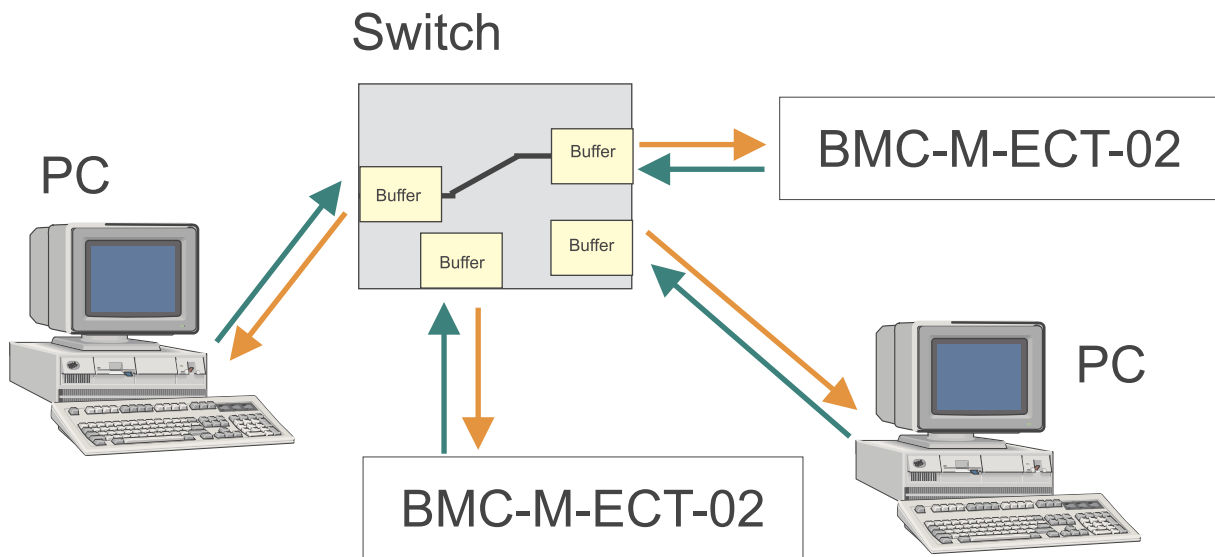 Switch
PC
Buffer
Buffer
Buffer
Buffer
BMC-M-ECT-02
PC
BMC-M-ECT-02